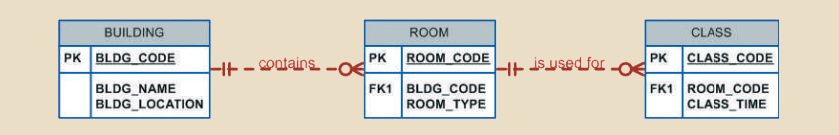 BUILDING
PK BLDG_CODE
BLDG_NAME
BLDG_LOCATION
contains
ROOM
PK ROOM_CODE
FK1 BLDG_CODE
ROOM_TYPE
is used for
CLASS
PK CLASS_CODE
FK1 ROOM_CODE
CLASS_TIME